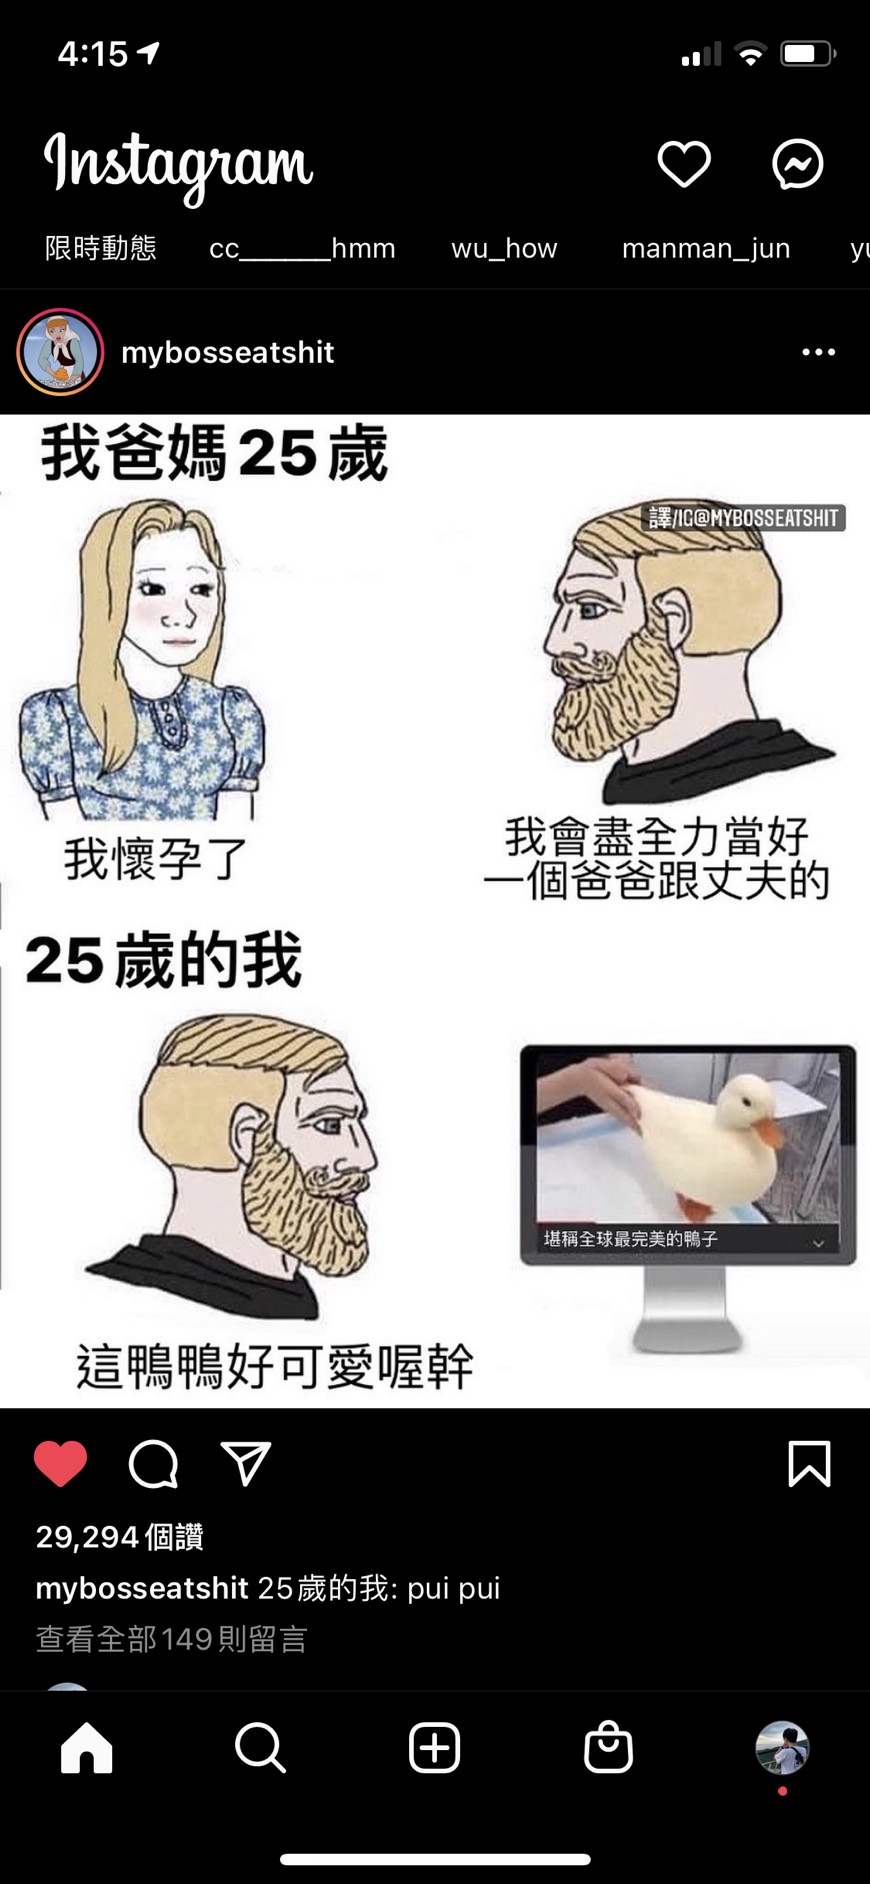 4:15
Instagram
限時動態 cc______hmm wu_how manman_jun yu
mybosseatshit
我爸媽25歲
譯/IG@MYBOSSEATSHIT
我懷孕了
我會盡全力當好
一個爸爸跟丈夫的
25歲的我
堪稱全球最完美的鴨子
這鴨鴨好可愛喔幹
29,294個讚
mybosseatshit 25歲的我: pui pui
查看全部149則留言